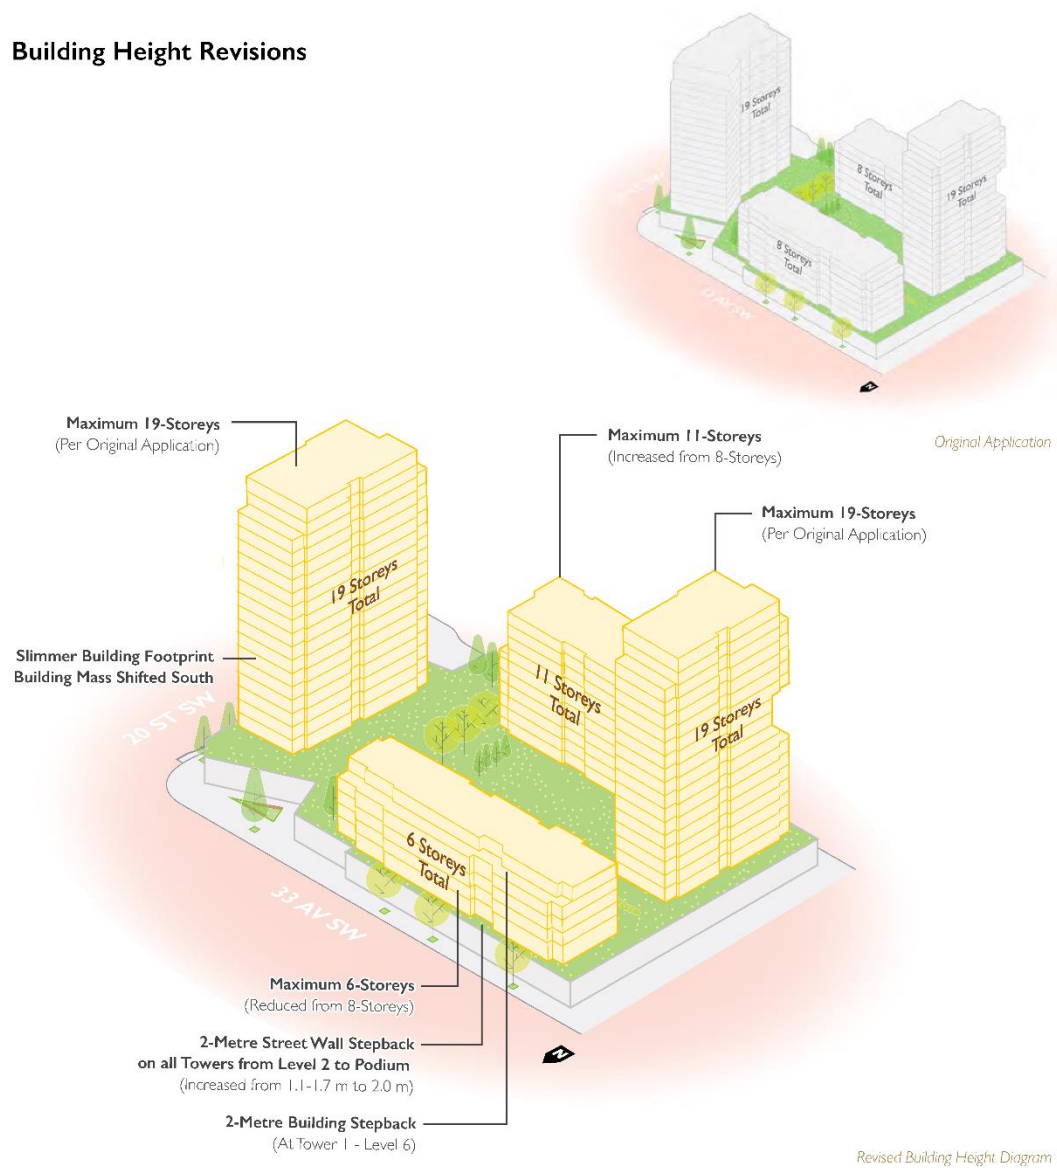 Building Height Revisions
19 Storeys
Total
8 Storeys
Total
19 Storeys
Total
8 Storeys
Total
33 AV SW
N
Original Application
Maximum 19-Storeys
(Per Original Application)
Maximum 11-Storeys
(Increased from 8-Storeys)
Maximum 19-Storeys
(Per Original Application)
19 Storeys
Total
11 Storeys
Total
19 Storeys
Total
Slimmer Building Footprint
Building Mass Shifted South
20 ST SW
6 Storeys
Total
33 AV SW
Maximum 6-Storeys
(Reduced from 8-Storeys)
2-Metre Street Wall Stepback
on all Towers from Level 2 to Podium
(Increased from 1.1-1.7 m to 2.0 m)
N
2-Metre Building Stepback
(At Tower 1 - Level 6)
Revised Building Height Diagram